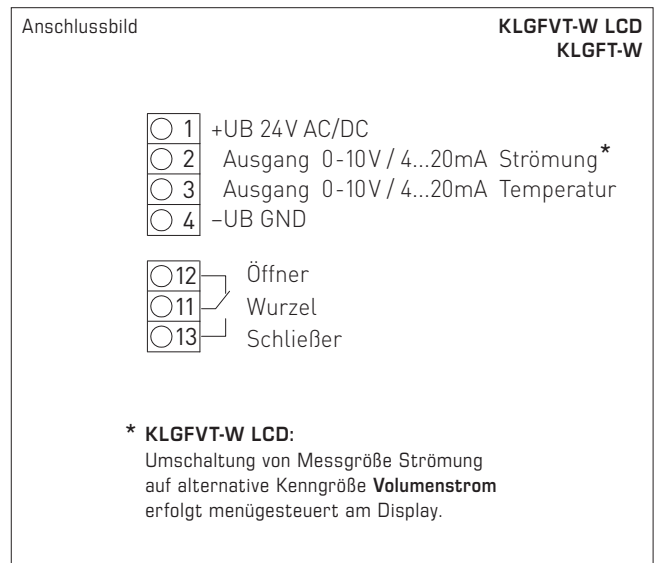 Anschlussbild KLGFVT-W LCD
KLGFT-W
1 +UB 24V AC/DC
2 Ausgang 0-10V / 4...20mA Strömung*
3 Ausgang 0-10V / 4...20mA Temperatur
4 –UB GND
12 Öffner
11 Wurzel
13 Schließer
* KLGFVT-W LCD:
Umschaltung von Messgröße Strömung
auf alternative Kenngröße Volumenstrom
erfolgt menügesteuert am Display.